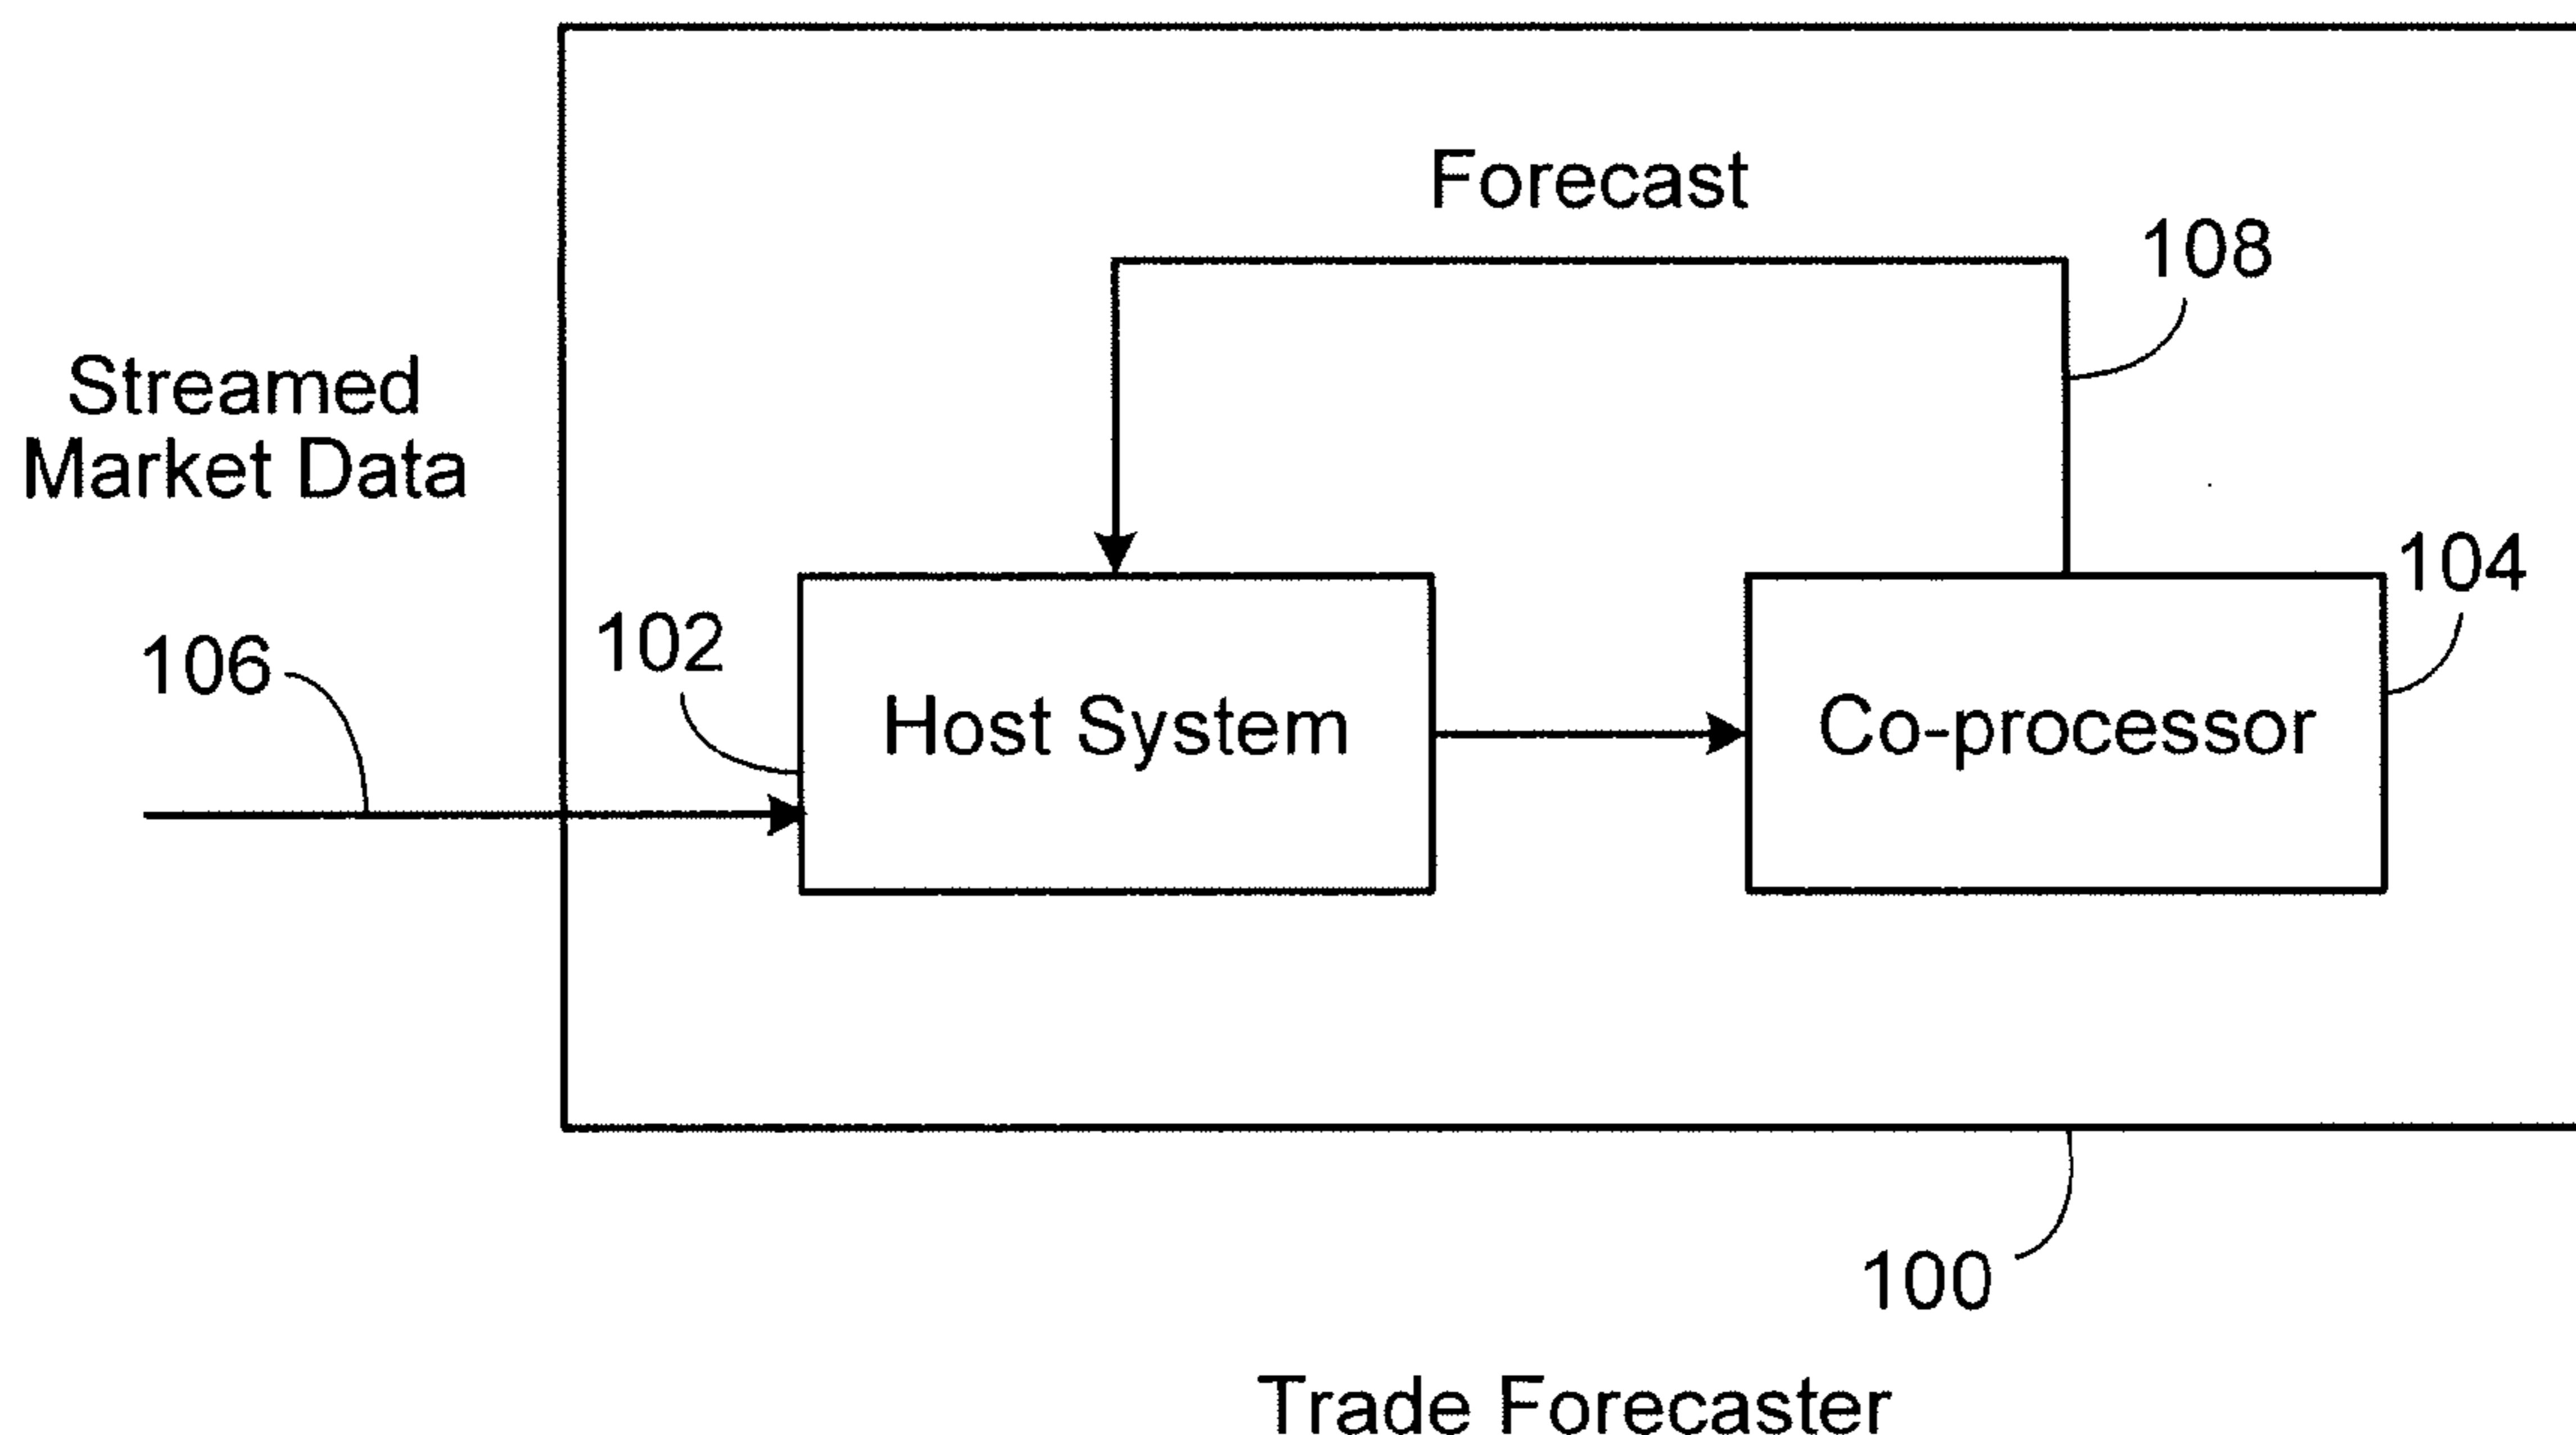 Forecast
108
Streamed
Market Data
104
102
106
Host System
Co-processor
100
Trade Forecaster